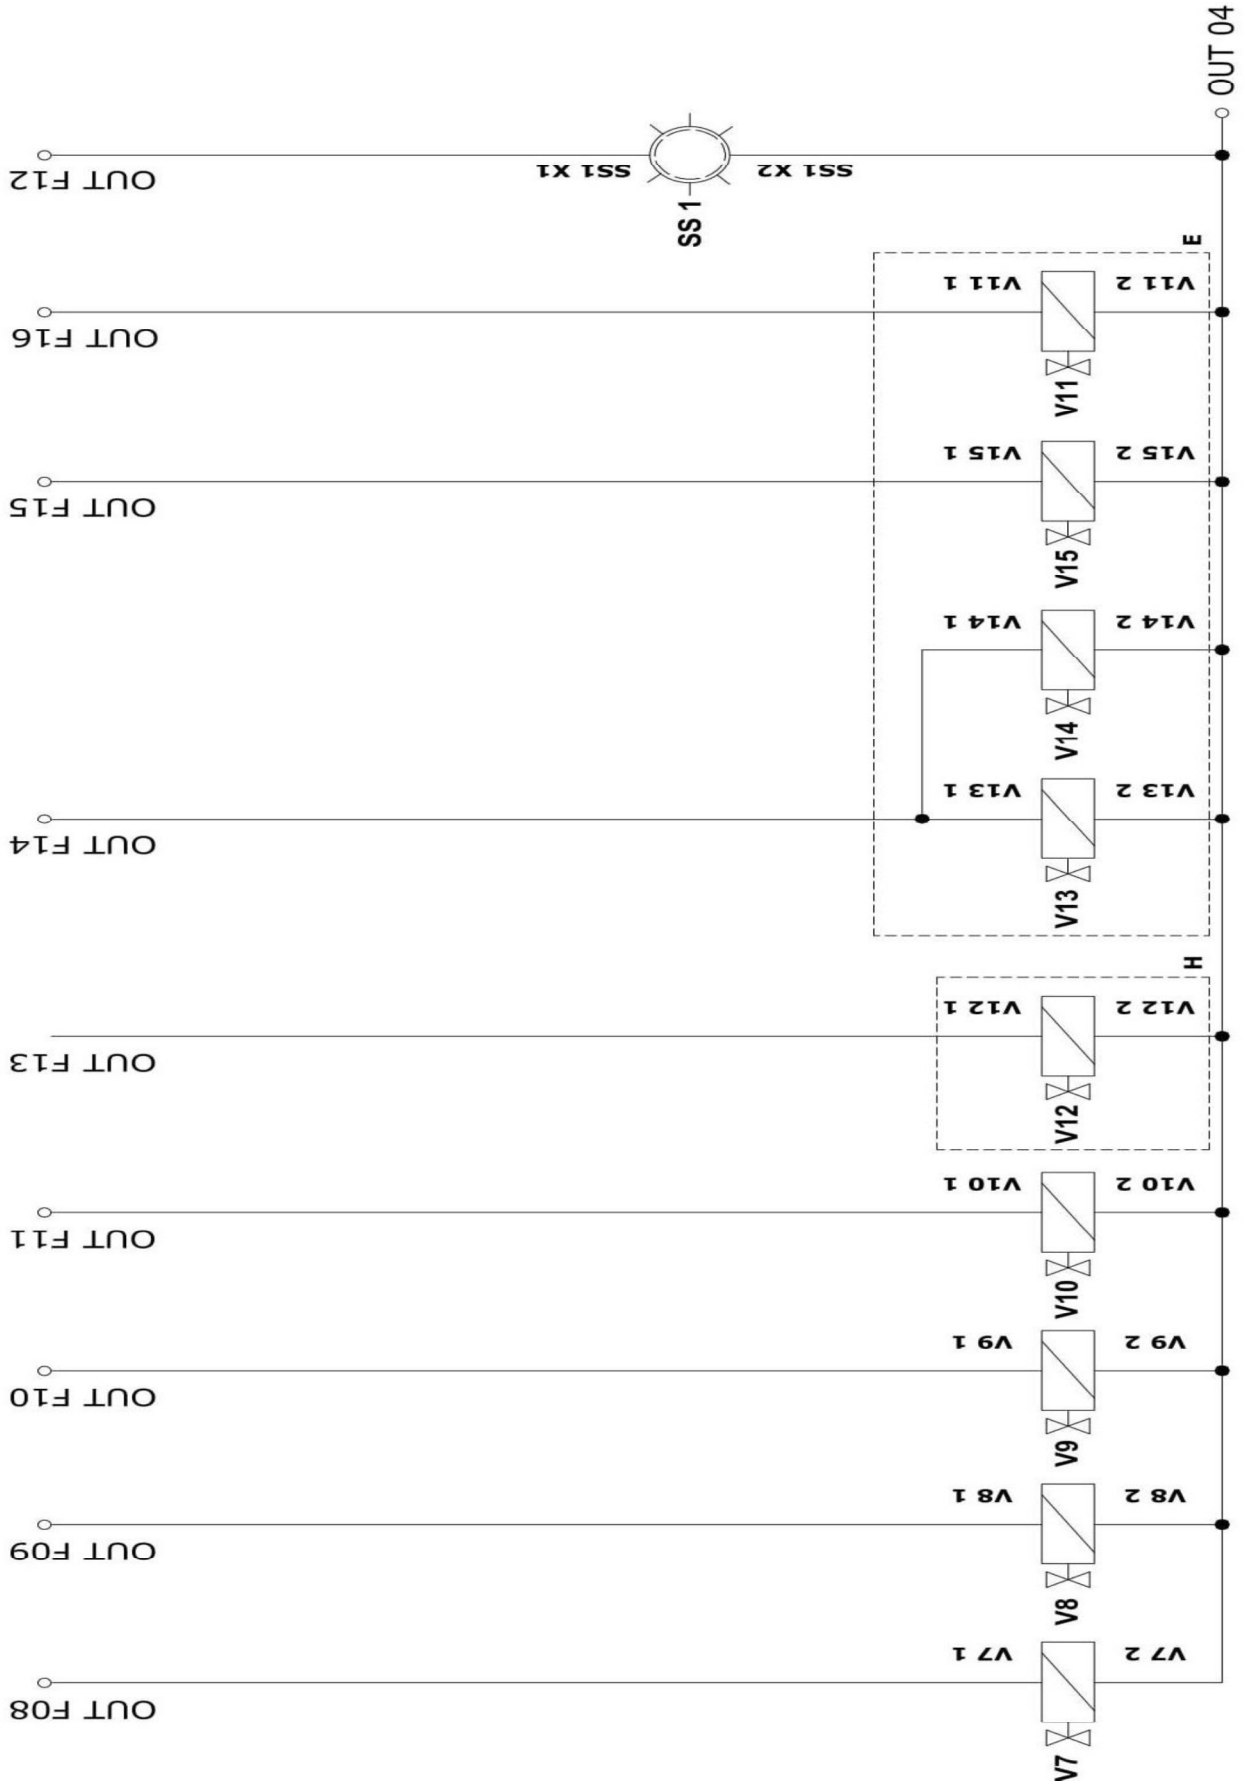 OUT 04
OUT F12
SS1 X1
SS1 X2
SS 1
E
OUT F16
V11 1
V11 2
V11
OUT F15
V15 1
V15 2
V15
V14 1
V14 2
V14
OUT F14
V13 1
V13 2
V13
H
OUT F13
V12 1
V12 2
V12
OUT F11
V10 1
V10 2
V10
OUT F10
V9 1
V9 2
V9
OUT F09
V8 1
V8 2
V8
OUT F08
V7 1
V7 2
V7